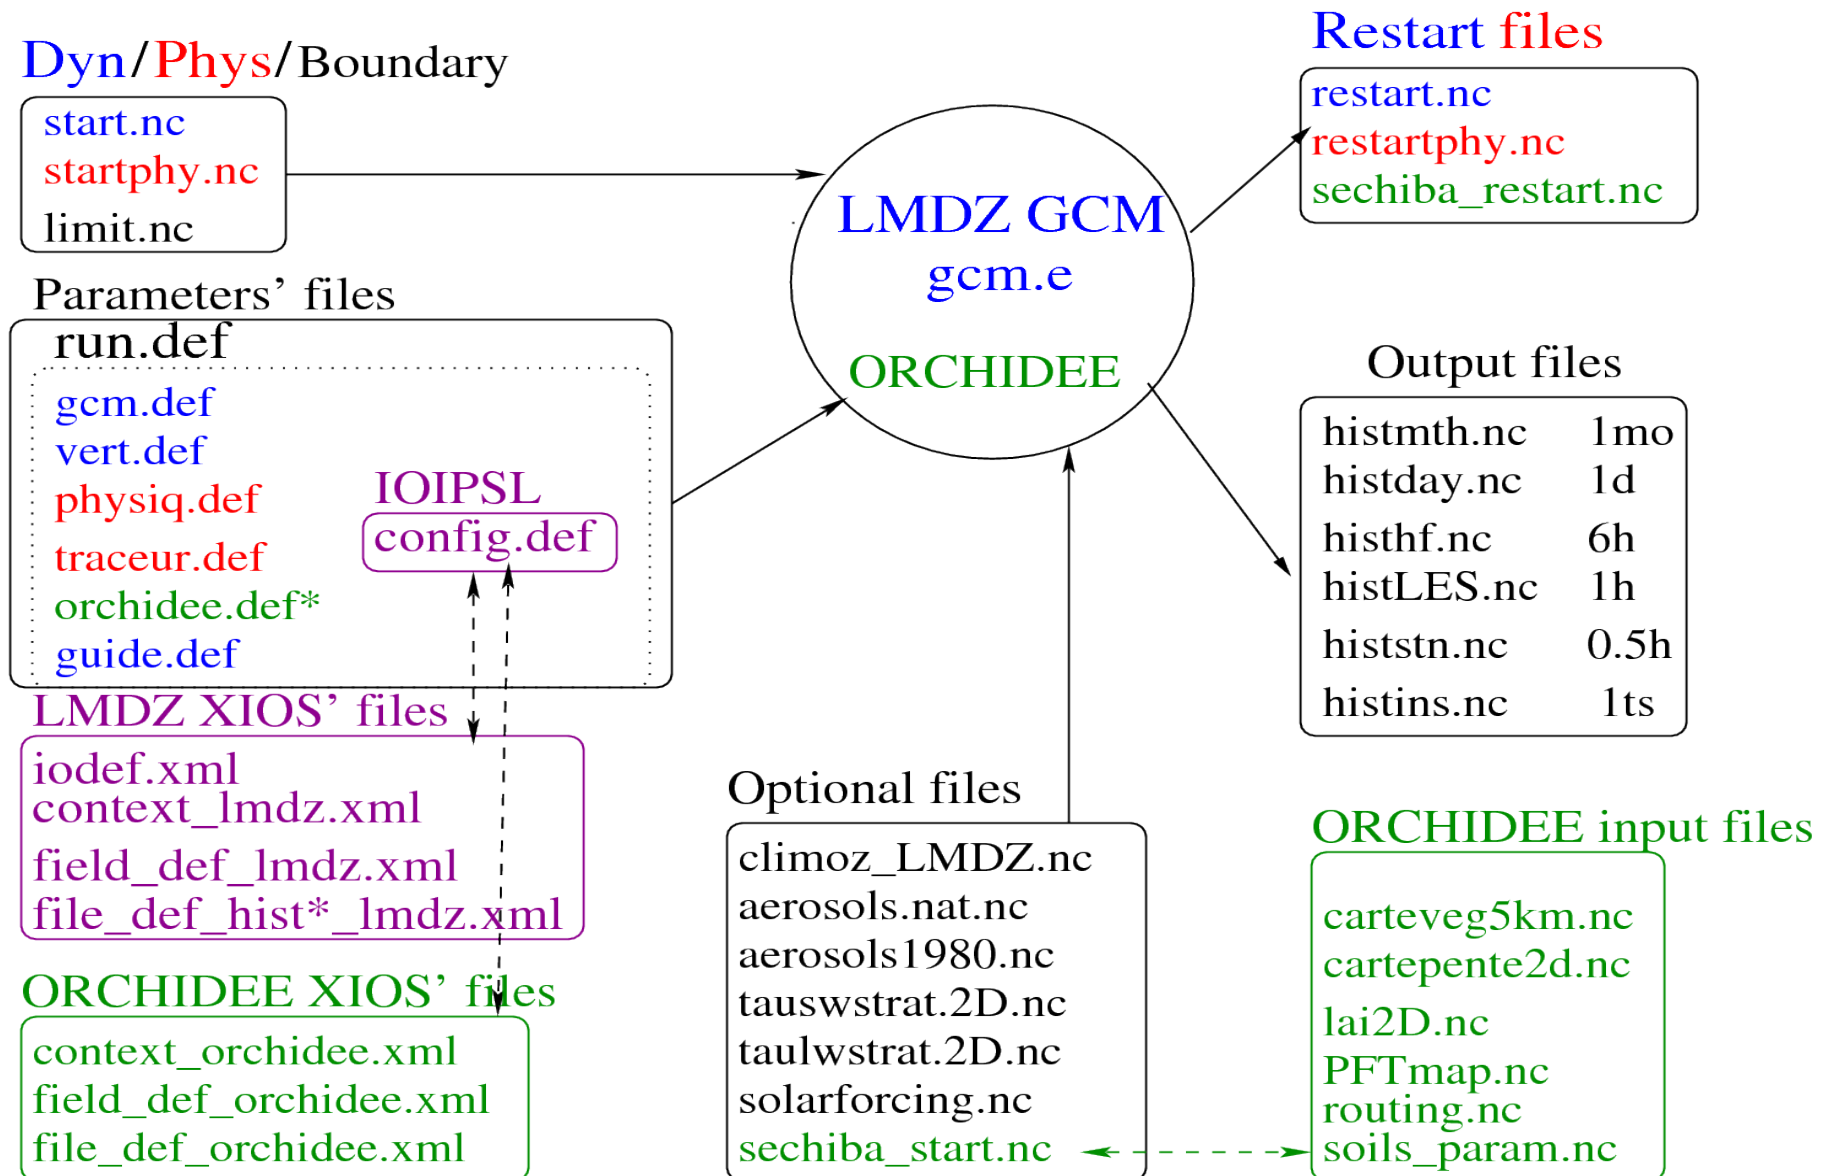 Dyn/Phys/Boundary
start.nc
startphy.nc
limit.nc
Parameters' files
run.def
gcm.def
vert.def
physiq.def
traceur.def
orchidee.def*
guide.def
IOIPSL
config.def
LMDZ XIOS' files
iodef.xml
context_lmdz.xml
field_def_lmdz.xml
file_def_hist*_lmdz.xml
ORCHIDEE XIOS' files
context_orchidee.xml
field_def_orchidee.xml
file_def_orchidee.xml
LMDZ GCM
gcm.e
ORCHIDEE
Optional files
climoz_LMDZ.nc
aerosols.nat.nc
aerosols1980.nc
tauswstrat.2D.nc
taulwstrat.2D.nc
solarforcing.nc
sechiba_start.nc
Restart files
restart.nc
restartphy.nc
sechiba_restart.nc
Output files
histmth.nc 1mo
histday.nc 1d
histhf.nc 6h
histLES.nc 1h
histstn.nc 0.5h
histins.nc 1ts
ORCHIDEE input files
carteveg5km.nc
cartepente2d.nc
lai2D.nc
PFTmap.nc
routing.nc
soils_param.nc